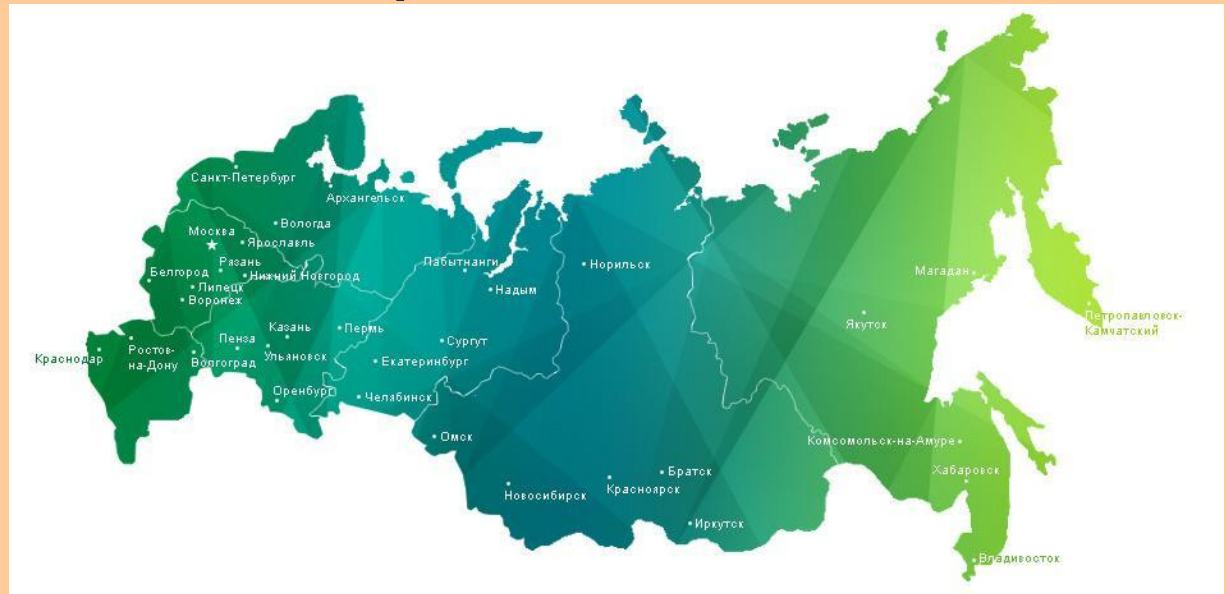 Санкт-Петербург
Архангельск
Вологда
Москва
Ярославль
Рязань
Белгород
Нижний Новгород
Липецк
Воронеж
Лабытнанги
Надым
Норильск
Магадан
Якутск
Петропавловск-
Камчатский
Казань
Пермь
Пенза
Сургут
Краснодар
Ростов-
на-Дону
Волгоград
Ульяновск
Екатеринбург
Оренбург
Челябинск
Омск
Комсомольск-на-Амуре
Хабаровск
Братск
Красноярск
Новосибирск
Иркутск
Владивосток